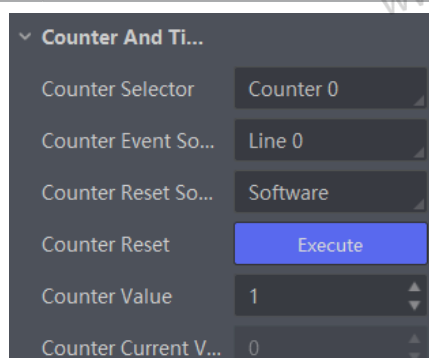 Counter And Ti...
Counter Selector Counter 0
Counter Event So... Line 0
Counter Reset So... Software
Counter Reset Execute
Counter Value 1
Counter Current V... 0